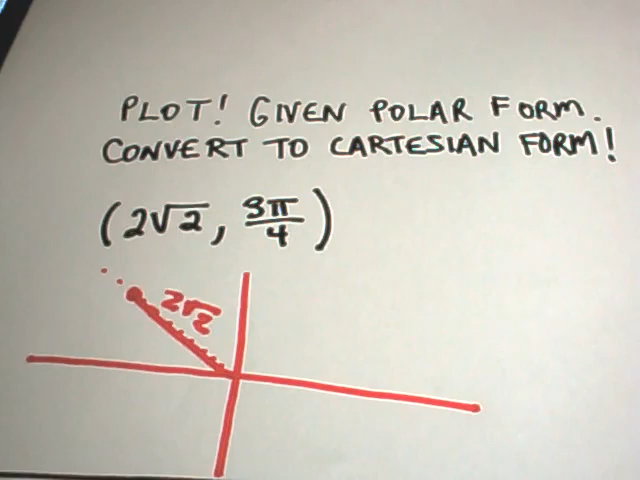 PLOT! GIVEN POLAR FORM.
CONVERT TO CARTESIAN FORM!
(2√2, 3π/4)
2√2